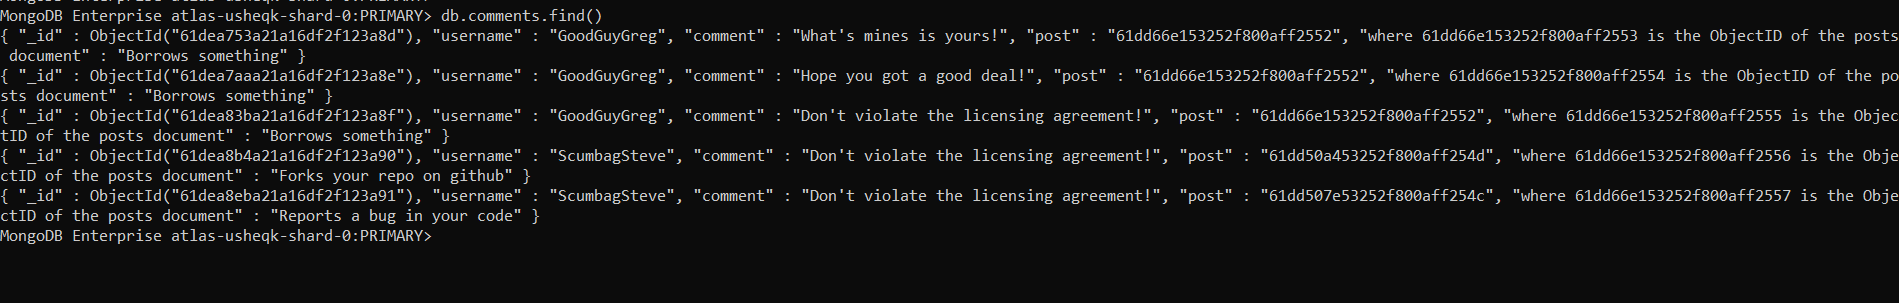 MongoDB Enterprise atlas-usheqk-shard-0:PRIMARY> db.comments.find()
{ "_id" : ObjectId("61dea753a21a16df2f123a8d"), "username" : "GoodGuyGreg", "comment" : "What's mines is yours!", "post" : "61dd66e153252f800aff2552", "where 61dd66e153252f800aff2553 is the ObjectID of the posts
 document" : "Borrows something" }
{ "_id" : ObjectId("61dea7aaa21a16df2f123a8e"), "username" : "GoodGuyGreg", "comment" : "Hope you got a good deal!", "post" : "61dd66e153252f800aff2552", "where 61dd66e153252f800aff2554 is the ObjectID of the po
sts document" : "Borrows something" }
{ "_id" : ObjectId("61dea83ba21a16df2f123a8f"), "username" : "GoodGuyGreg", "comment" : "Don't violate the licensing agreement!", "post" : "61dd66e153252f800aff2552", "where 61dd66e153252f800aff2555 is the Objec
tID of the posts document" : "Borrows something" }
{ "_id" : ObjectId("61dea8b4a21a16df2f123a90"), "username" : "ScumbagSteve", "comment" : "Don't violate the licensing agreement!", "post" : "61dd50a453252f800aff254d", "where 61dd66e153252f800aff2556 is the Obje
ctID of the posts document" : "Forks your repo on github" }
{ "_id" : ObjectId("61dea8eba21a16df2f123a91"), "username" : "ScumbagSteve", "comment" : "Don't violate the licensing agreement!", "post" : "61dd507e53252f800aff254c", "where 61dd66e153252f800aff2557 is the Obje
ctID of the posts document" : "Reports a bug in your code" }
MongoDB Enterprise atlas-usheqk-shard-0:PRIMARY>